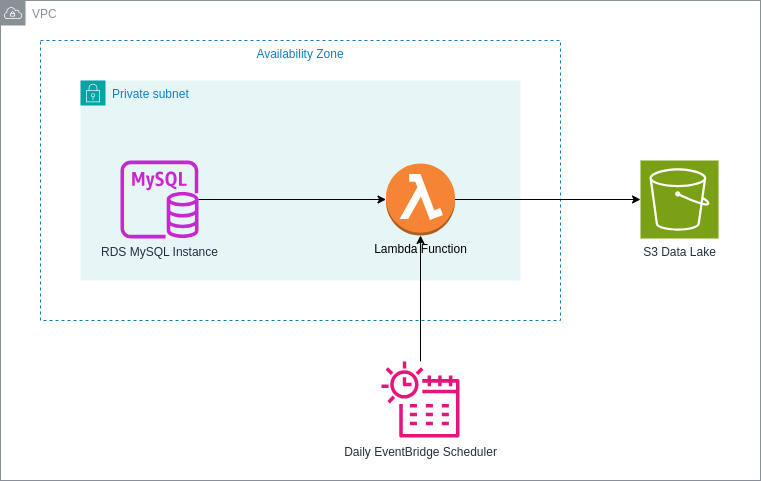 VPC
Availability Zone
Private subnet
MySQL
RDS MySQL Instance
Lambda Function
S3 Data Lake
Daily EventBridge Scheduler